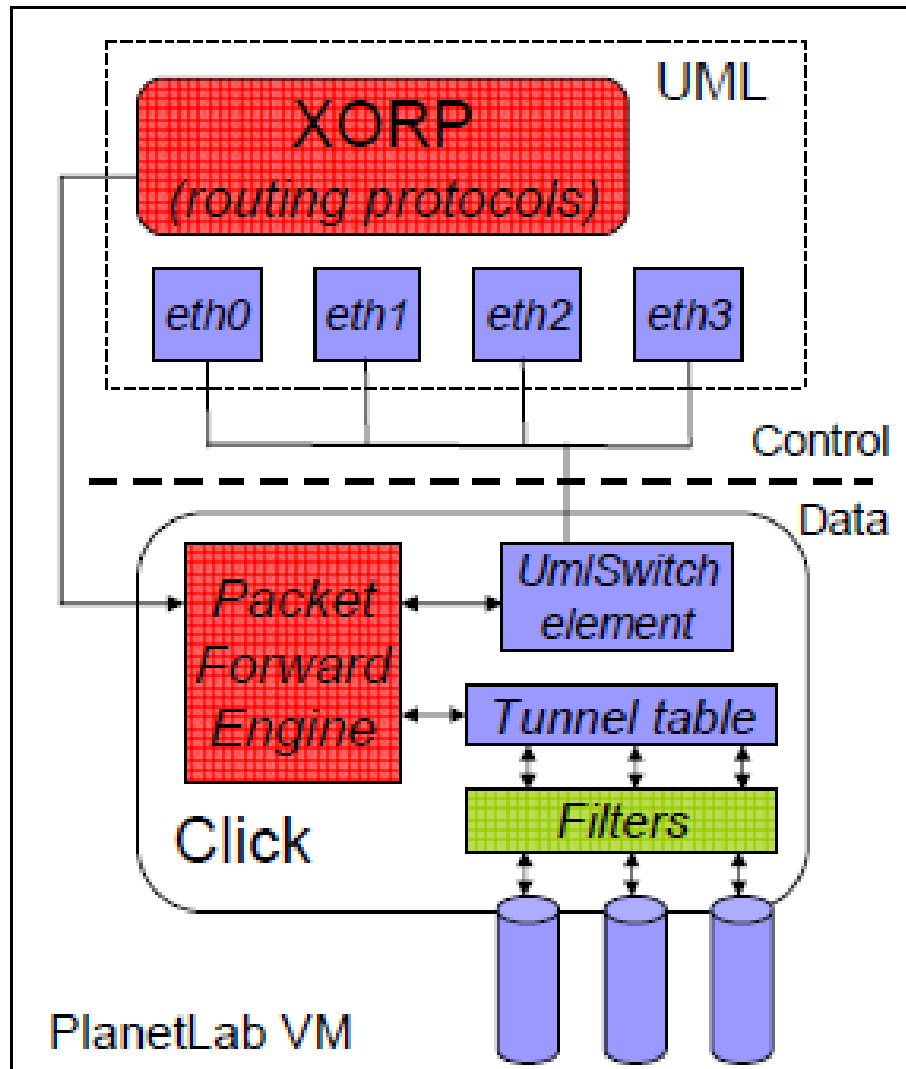 UML
XORP
(routing protocols)
eth0 eth1 eth2 eth3
Control
Data
Packet
Forward
Engine
UmlSwitch
element
Tunnel table
Filters
Click
PlanetLab VM